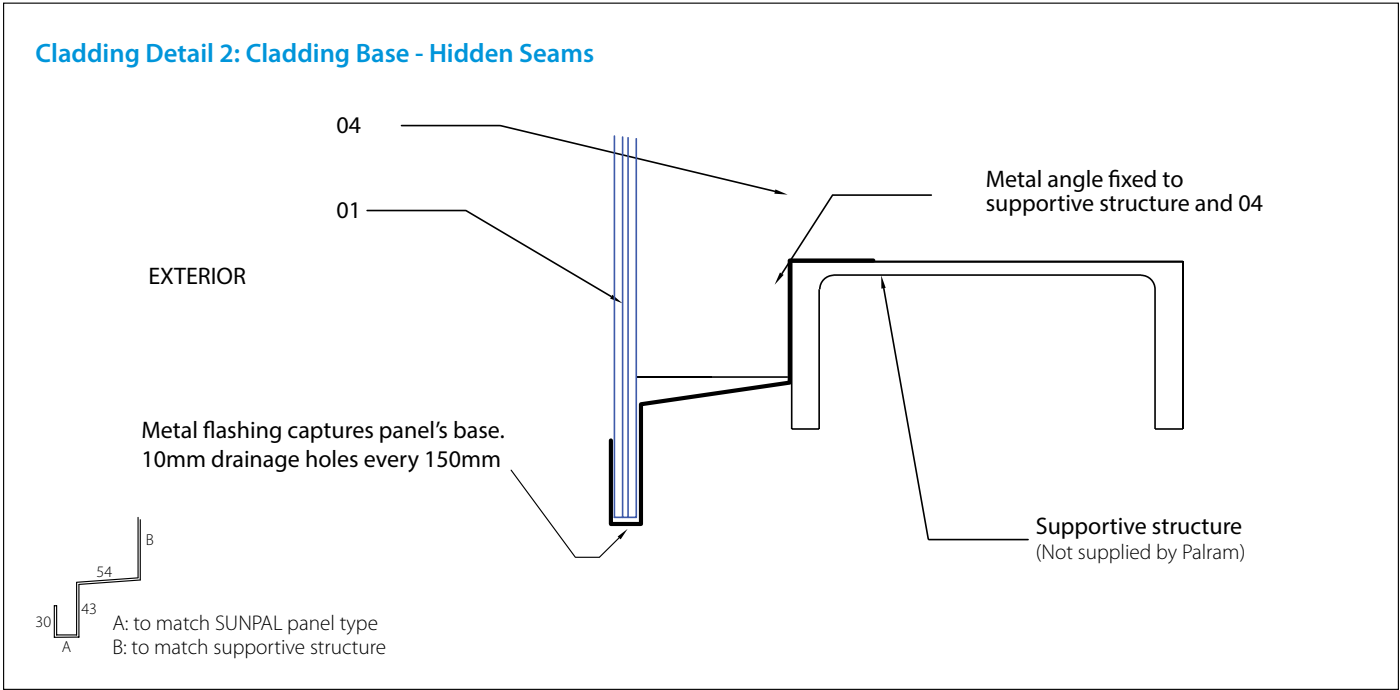 Cladding Detail 2: Cladding Base - Hidden Seams
04
Metal angle fixed to
supportive structure and 04
01
EXTERIOR
Metal flashing captures panel's base.
10mm drainage holes every 150mm
Supportive structure
(Not supplied by Palram)
B
54
43
30
A
A: to match SUNPAL panel type
B: to match supportive structure